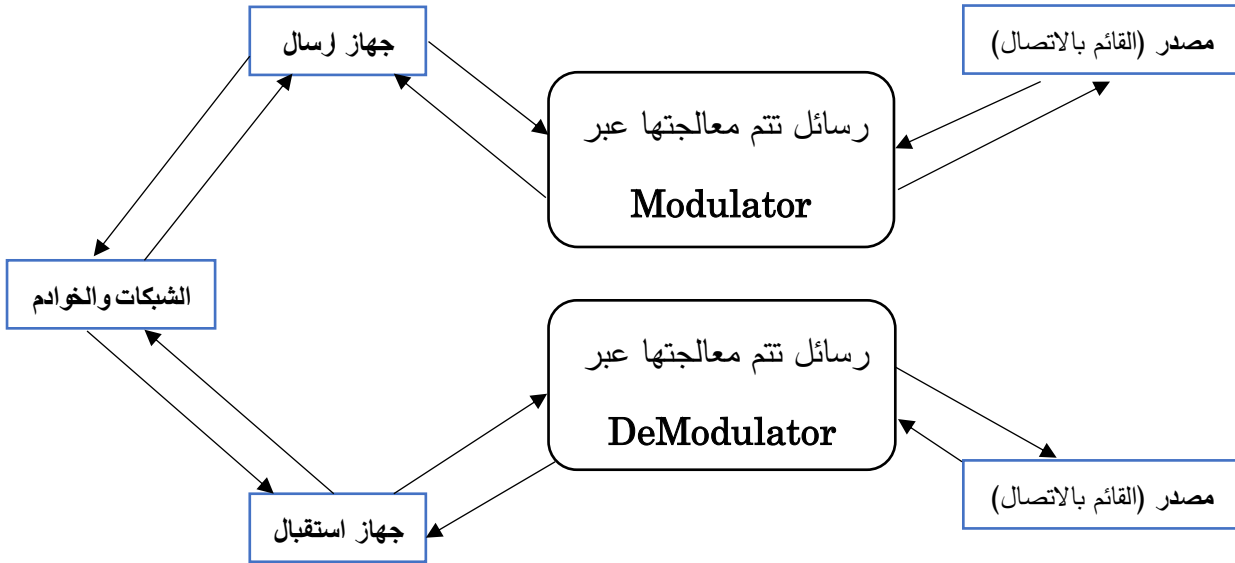 مصدر (القائم بالاتصال)
جهاز ارسال
رسائل تتم معالجتها عبر
Modulator
الشبكات والخوادم
رسائل تتم معالجتها عبر
DeModulator
مصدر (القائم بالاتصال)
جهاز استقبال